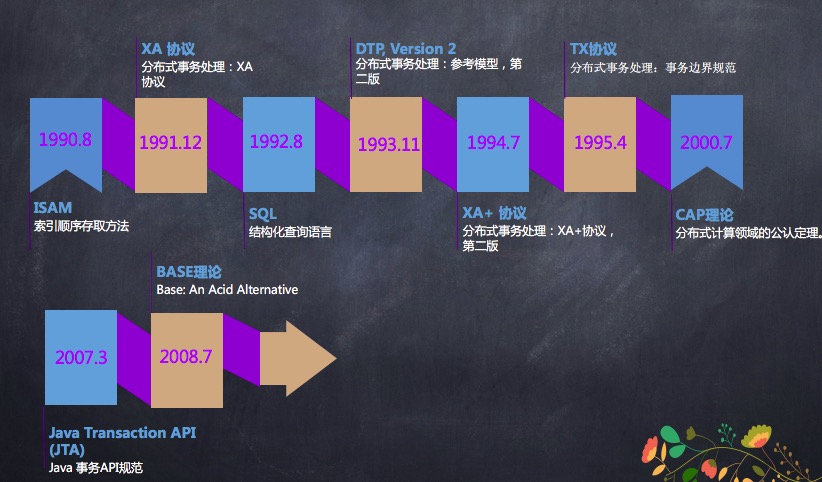 XA 协议
分布式事务处理：XA
协议
DTP, Version 2
分布式事务处理：参考模型，第
二版
TX协议
分布式事务处理：事务边界规范
1990.8
1991.12
1992.8
1993.11
1994.7
1995.4
2000.7
ISAM
索引顺序存取方法
SQL
结构化查询语言
XA+ 协议
分布式事务处理：XA+协议，
第二版
CAP理论
分布式计算领域的公认定理。
BASE理论
Base: An Acid Alternative
2007.3
2008.7
Java Transaction API
(JTA)
Java 事务API规范